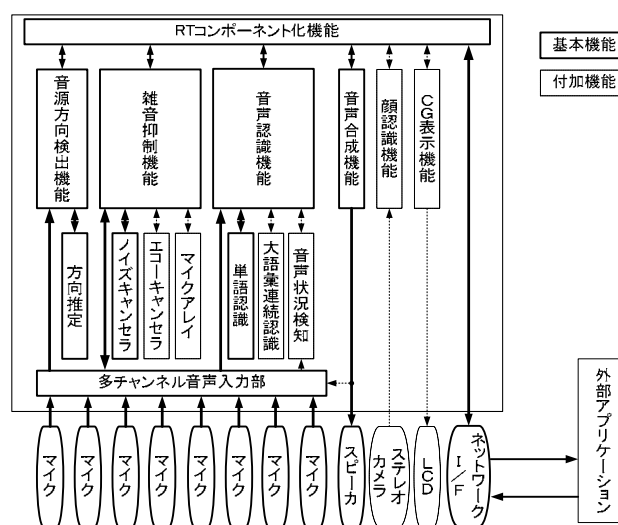 RTコンポーネント化機能
基本機能
付加機能
音源方向検出機能
雑音抑制機能
音声認識機能
音声合成機能
顔認識機能
CG表示機能
方向推定
ノイズキャンセラ
エコーキャンセラ
マイクアレイ
単語認識
大語彙連続認識
音声状況検知
多チャンネル音声入力部
マイク
マイク
マイク
マイク
マイク
マイク
マイク
マイク
スピーカ
ステレオ
カメラ
LCD
ネットワーク
I/F
外部アプリケーション